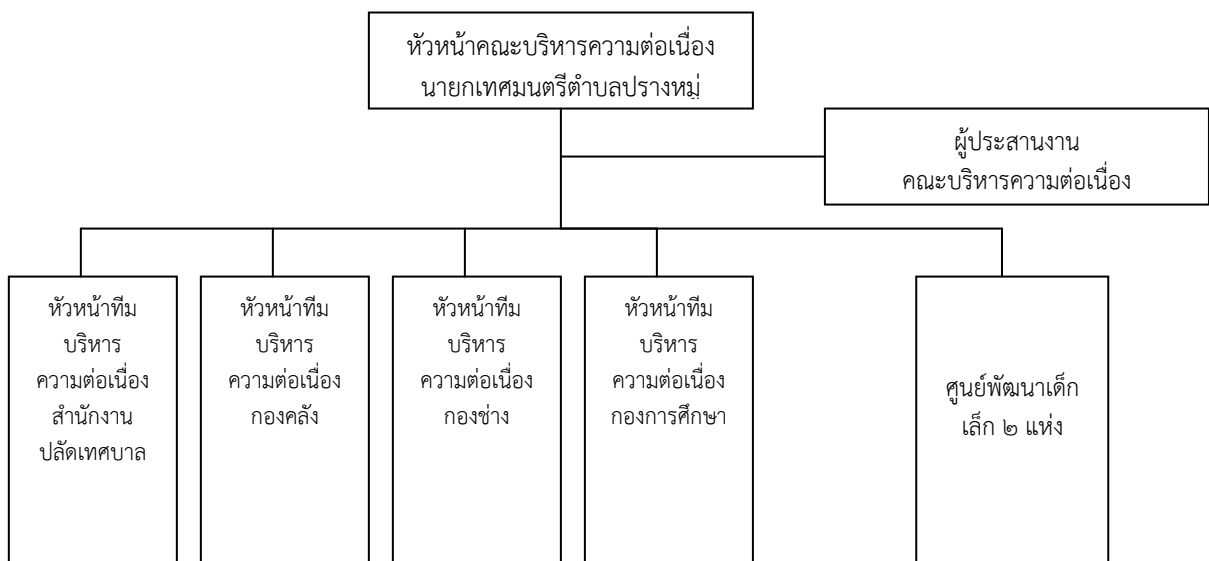 หัวหน้าคณะบริหารความต่อเนื่อง
นายกเทศมนตรีตำบลปรางหมู่
ผู้ประสานงาน
คณะบริหารความต่อเนื่อง
หัวหน้าทีม
บริหาร
ความต่อเนื่อง
สำนักงาน
ปลัดเทศบาล
หัวหน้าทีม
บริหาร
ความต่อเนื่อง
กองคลัง
หัวหน้าทีม
บริหาร
ความต่อเนื่อง
กองช่าง
หัวหน้าทีม
บริหาร
ความต่อเนื่อง
กองการศึกษา
ศูนย์พัฒนาเด็ก
เล็ก ๒ แห่ง